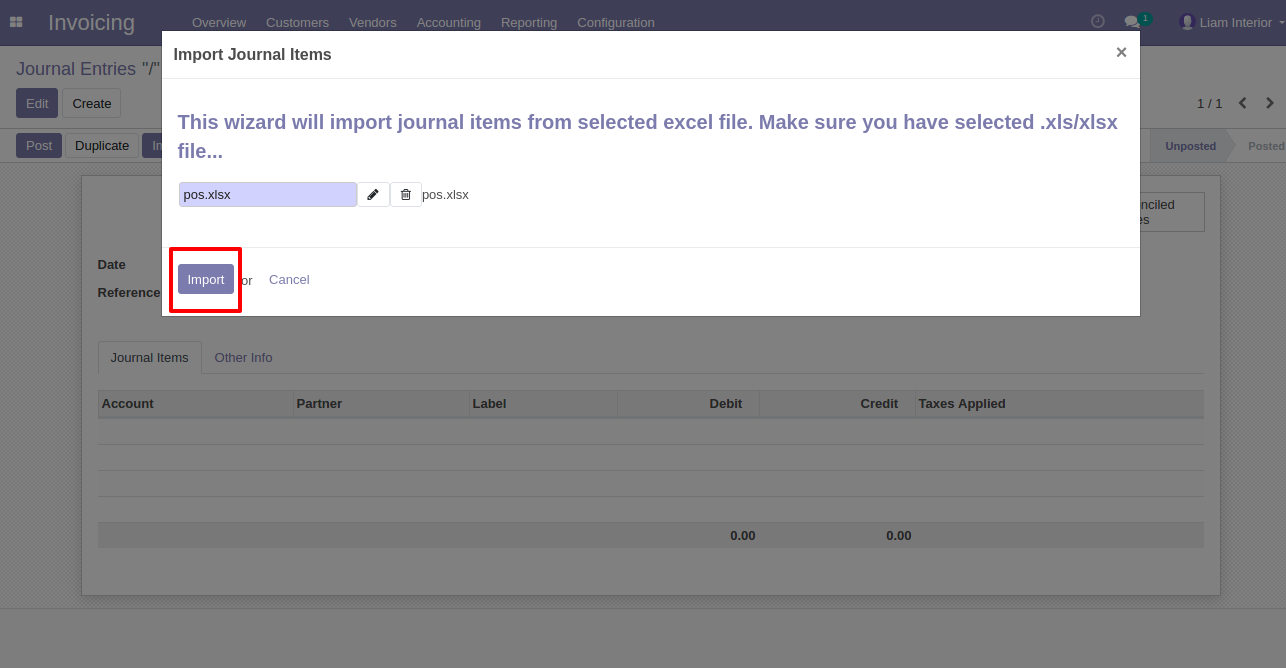 Invoicing Overview Customers Vendors Accounting Reporting Configuration 1 Liam Interior
Import Journal Items ×
Journal Entries "/"
Edit Create 1 / 1
This wizard will import journal items from selected excel file. Make sure you have selected .xls/xlsx
file...
Post Duplicate Unposted Posted
pos.xlsx pos.xlsx
Date
Import or Cancel
Reference
Journal Items Other Info
Account Partner Label Debit Credit Taxes Applied
0.00 0.00